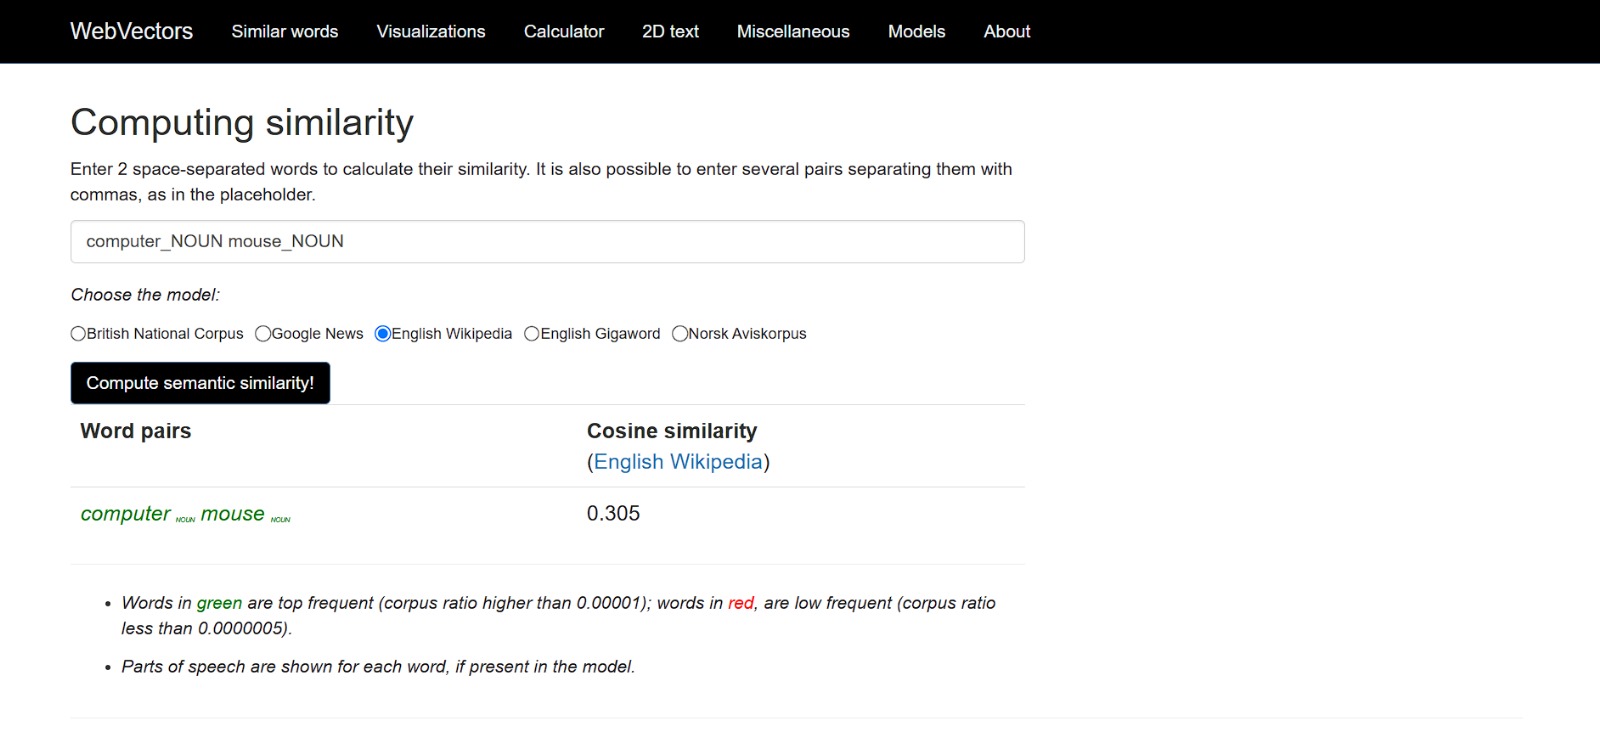 WebVectors Similar words Visualizations Calculator 2D text Miscellaneous Models About
Computing similarity
Enter 2 space-separated words to calculate their similarity. It is also possible to enter several pairs separating them with
commas, as in the placeholder.
computer_NOUN mouse_NOUN
Choose the model:
British National Corpus Google News English Wikipedia English Gigaword Norsk Aviskorpus
Compute semantic similarity!
Word pairs Cosine similarity
(English Wikipedia)
computer NOUN mouse NOUN 0.305
• Words in green are top frequent (corpus ratio higher than 0.00001); words in red, are low frequent (corpus ratio
less than 0.0000005).
• Parts of speech are shown for each word, if present in the model.